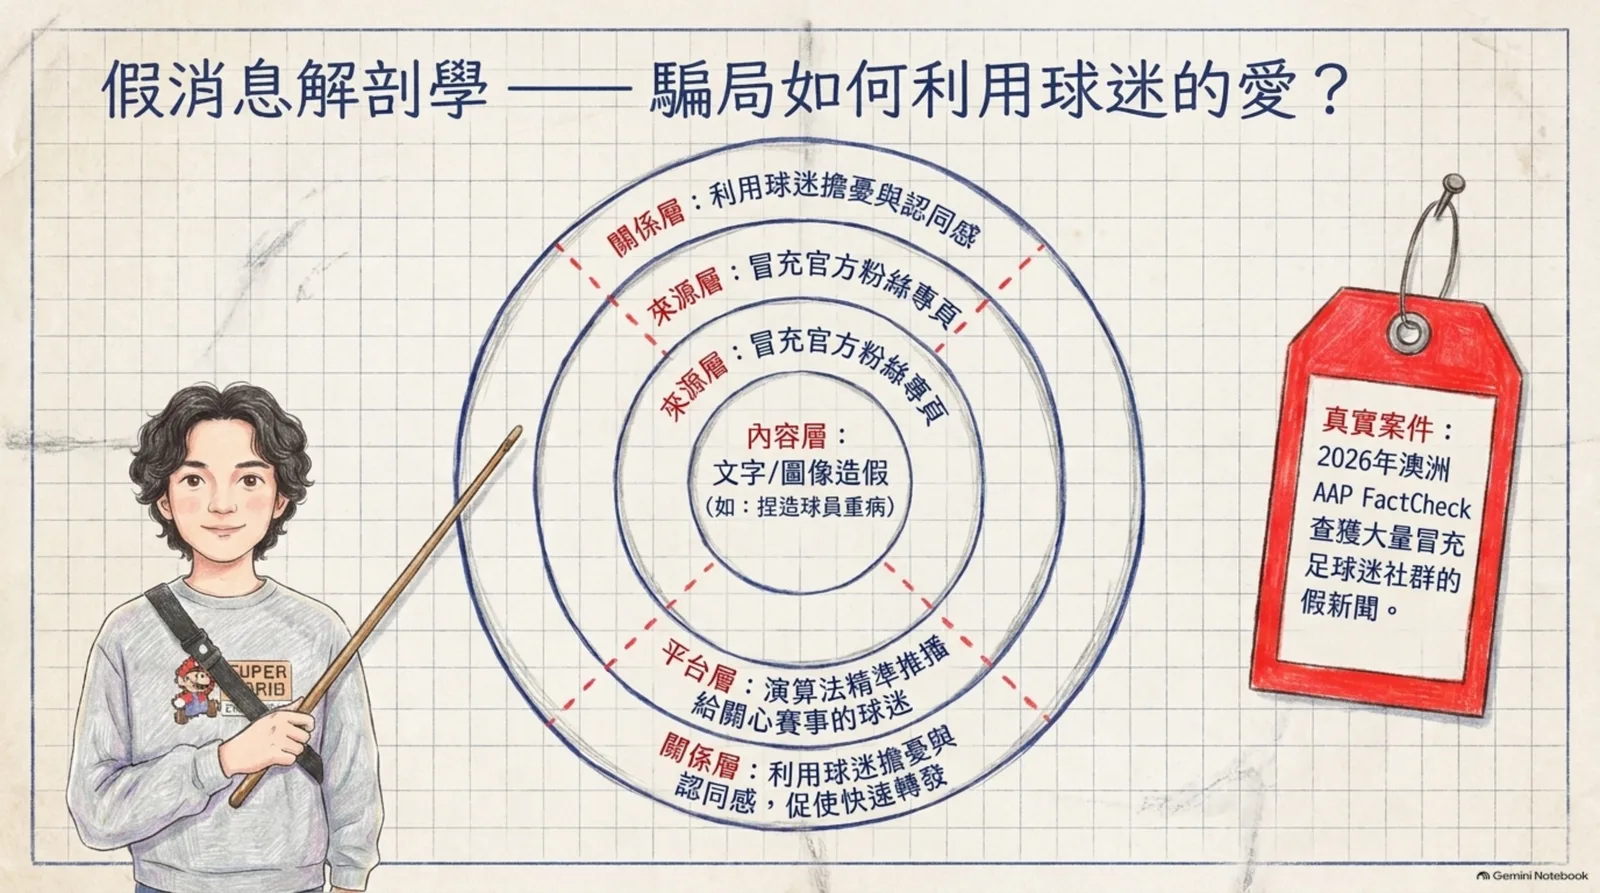 假消息解剖學 —— 騙局如何利用球迷的愛？
關係層：利用球迷擔憂與認同感
來源層：冒充官方粉絲專頁
來源層：冒充官方粉絲專頁
內容層：
文字/圖像造假
（如：捏造球員重病）
平台層：演算法精準推播
給關心賽事的球迷
關係層：利用球迷擔憂與
認同感，促使快速轉發
真實案件：
2026年澳洲
AAP FactCheck
查獲大量冒充
足球迷社群的
假新聞。
Gemini Notebook